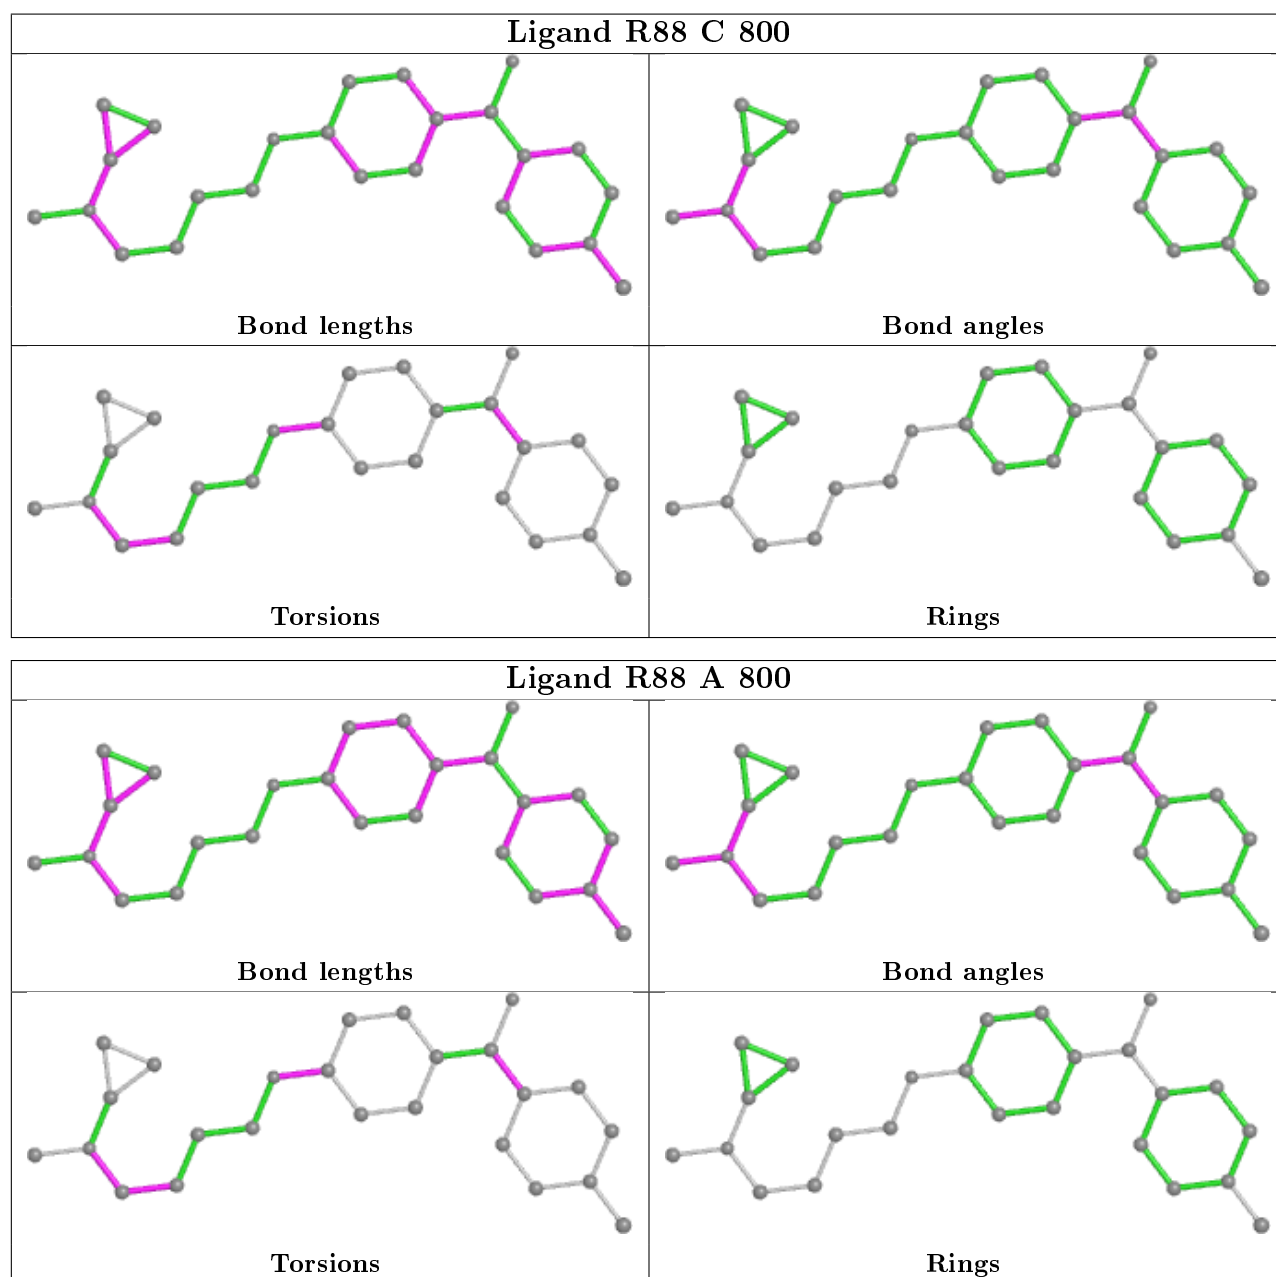 Ligand R88 C 800
Bond lengths
Bond angles
Torsions
Rings
Ligand R88 A 800
Bond lengths
Bond angles
Torsions
Rings